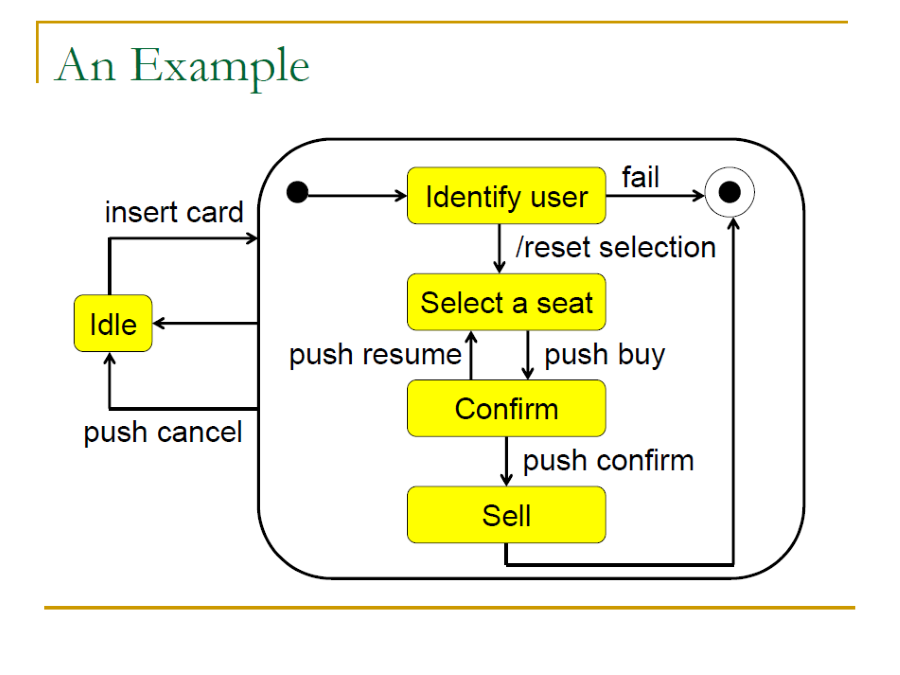 An Example
fail
Identify user
insert card
/reset selection
Select a seat
Idle
push resume
push buy
Confirm
push cancel
push confirm
Sell